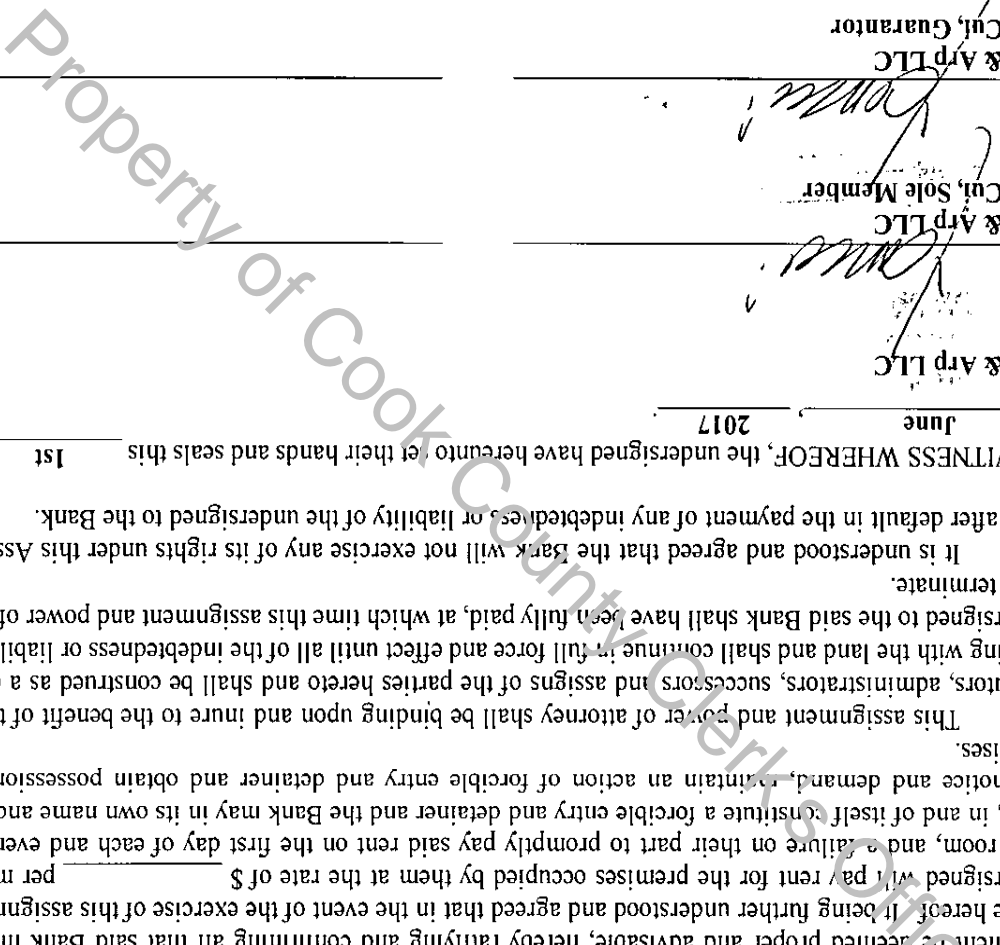 deemed proper and advisable, hereby ratifying and confirming all that said Bank
e hereof. It being further understood and agreed that in the event of the exercise of this assignm
rsigned will pay rent for the premises occupied by them at the rate of $ per m
room, and a failure on their part to promptly pay said rent on the first day of each and ever
, in and of itself constitute a forcible entry and detainer and the Bank may in its own name and
notice and demand, maintain an action of forcible entry and detainer and obtain possession
ises.
This assignment and power of attorney shall be binding upon and inure to the benefit of t
utors, administrators, successors and assigns of the parties hereto and shall be construed as a
ing with the land and shall continue in full force and effect until all of the indebtedness or liabil
rsigned to the said Bank shall have been fully paid, at which time this assignment and power of
terminate.
It is understood and agreed that the Bank will not exercise any of its rights under this Ass
after default in the payment of any indebtedness or liability of the undersigned to the Bank.
WITNESS WHEREOF, the undersigned have hereunto set their hands and seals this 1st
June , 2017 .
& Arp LLC
& Arp LLC
Cui, Sole Member
& Arp LLC
Cui, Guarantor
Property of Cook County Clerk's Offic